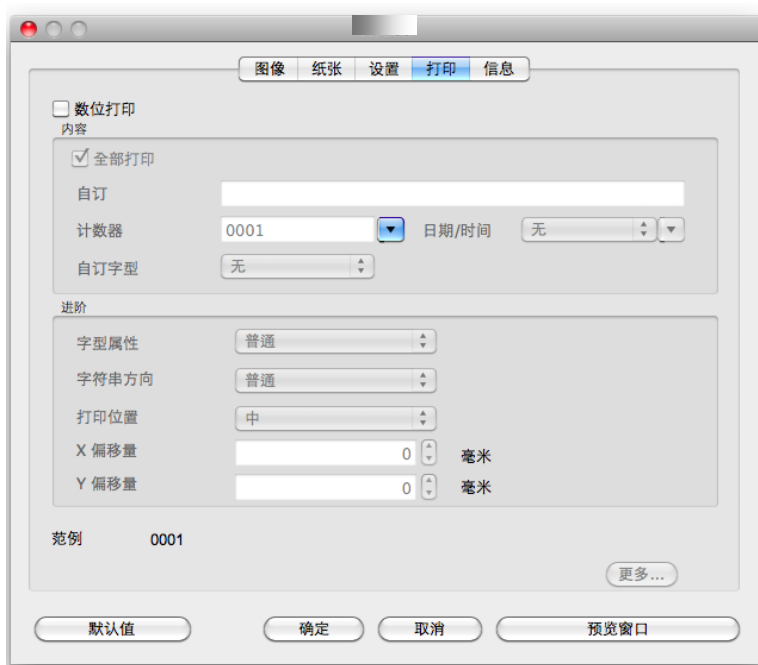 图像 纸张 设置 打印 信息
数位打印
内容
全部打印
自订
计数器 0001 日期/时间 无
自订字型 无
进阶
字型属性 普通
字符串方向 普通
打印位置 中
X 偏移量 0 毫米
Y 偏移量 0 毫米
范例 0001
更多...
默认值 确定 取消 预览窗口